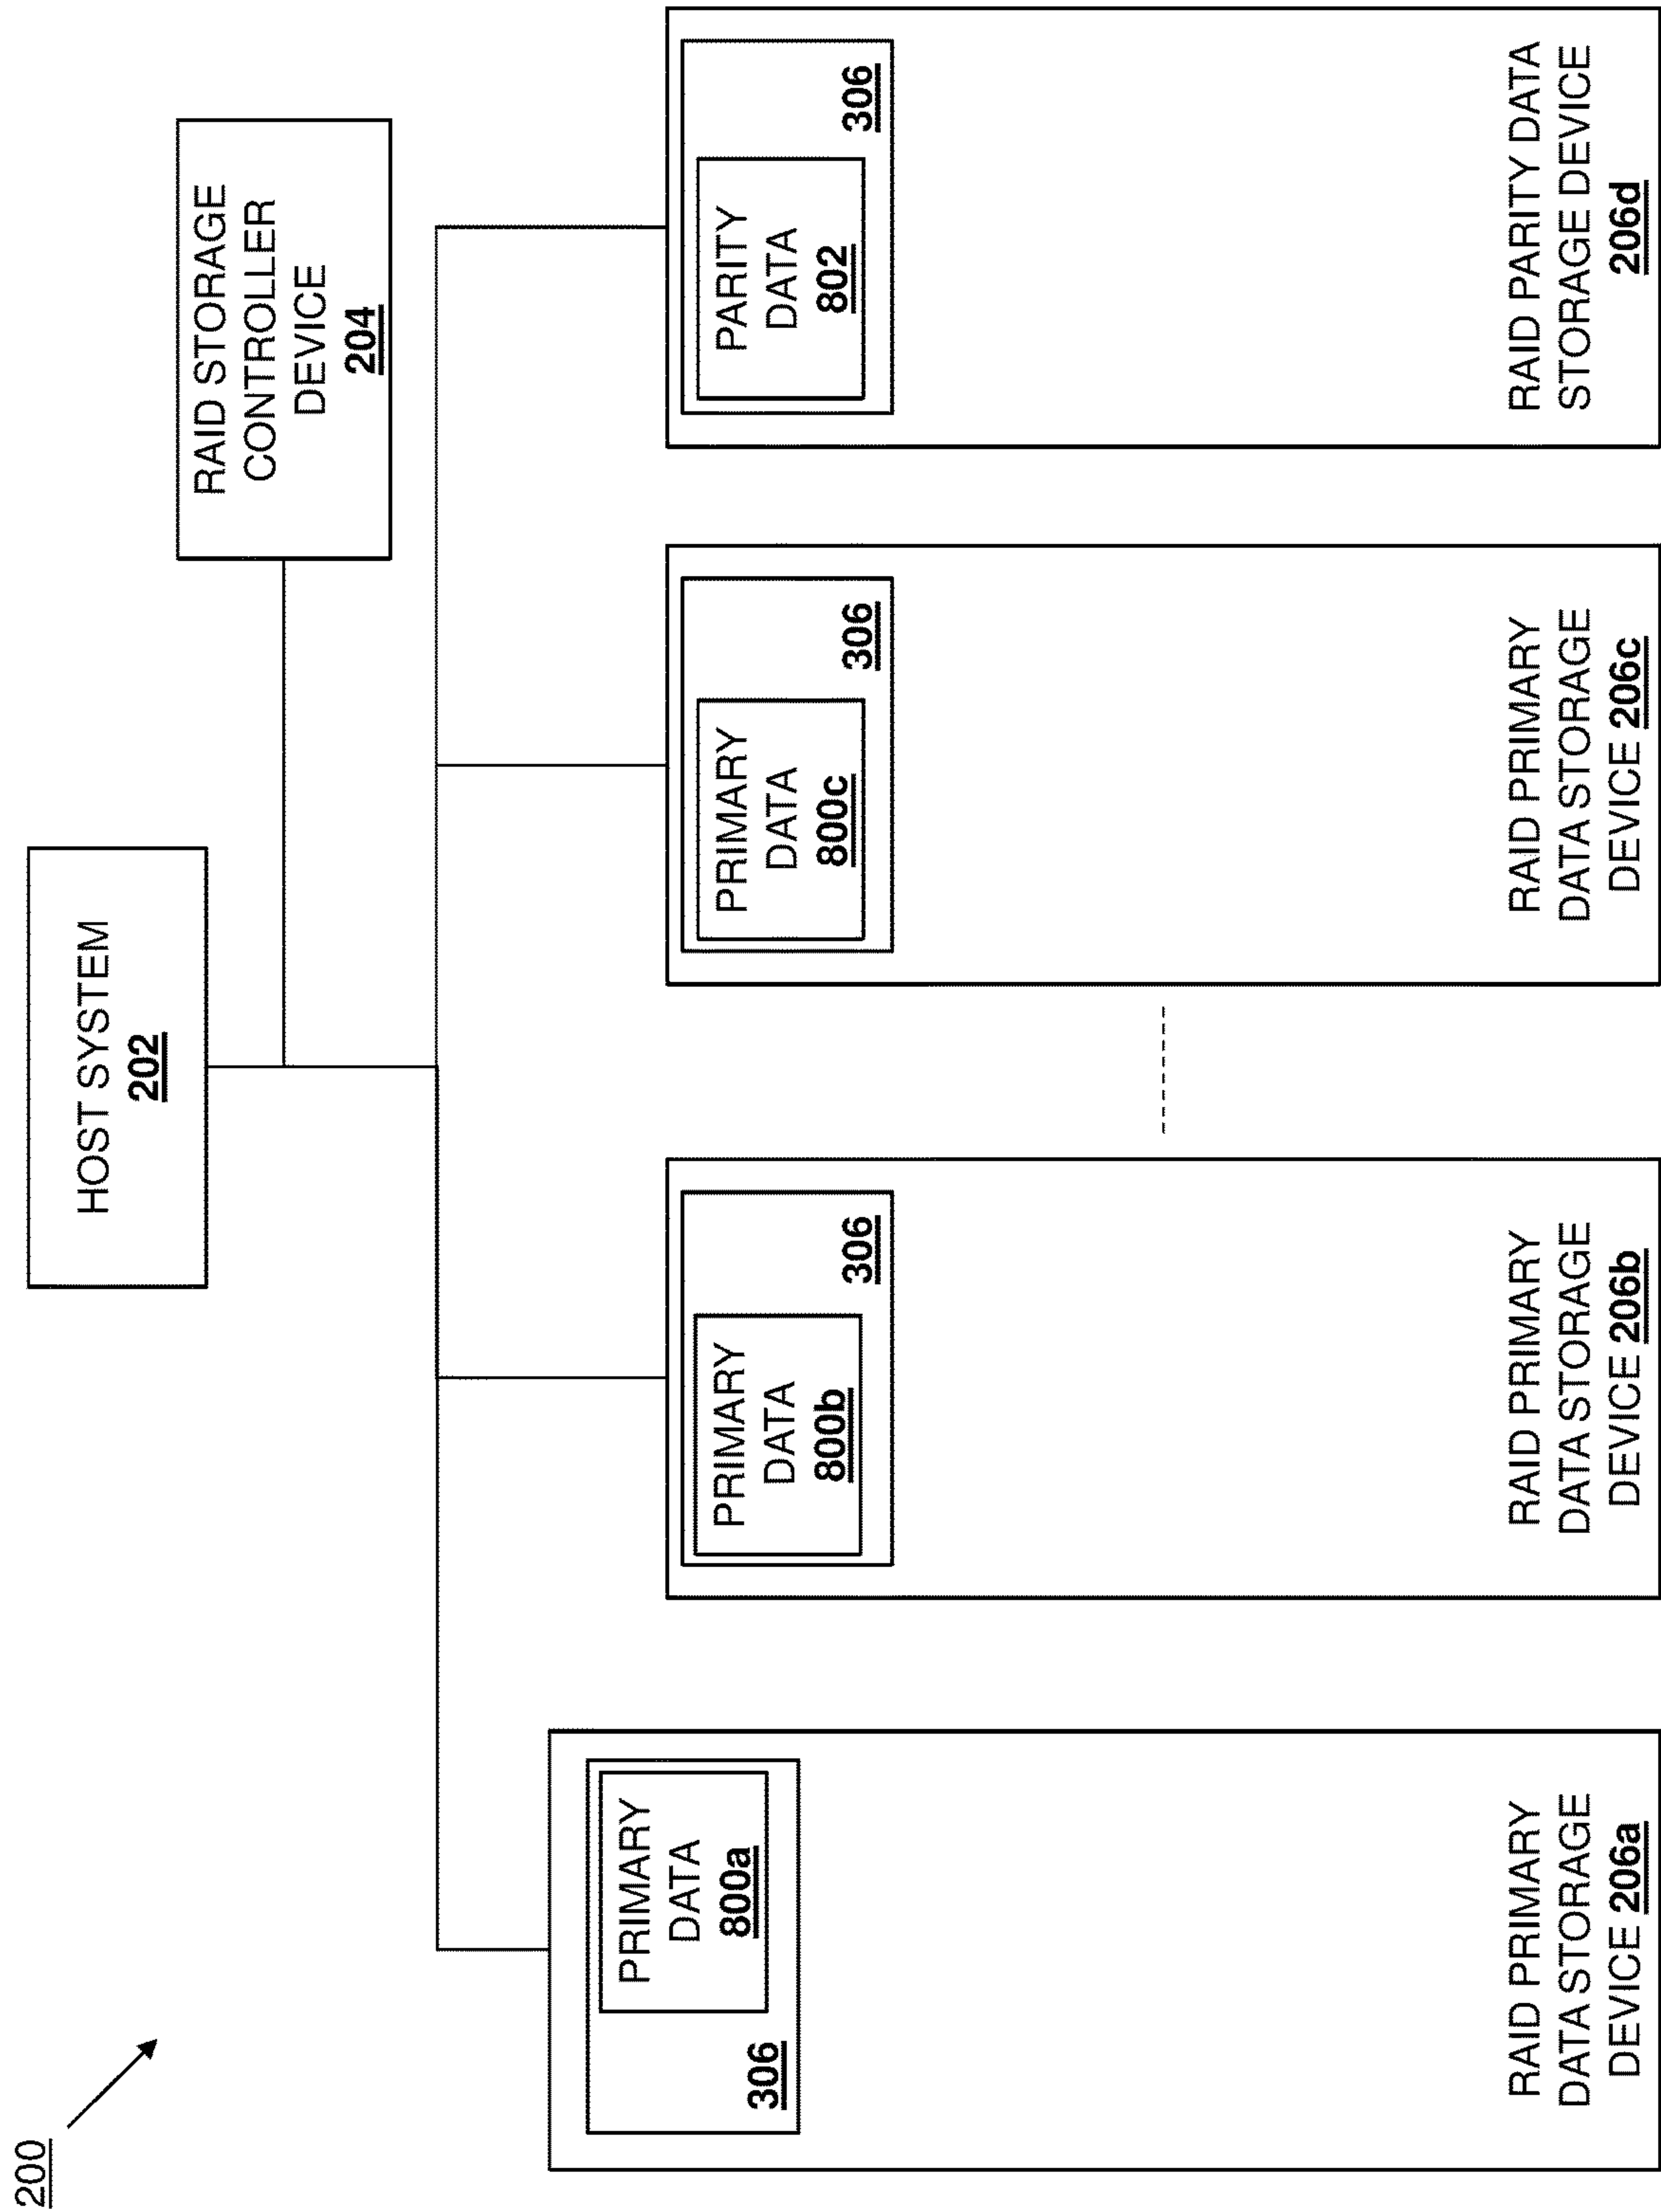 200
HOST SYSTEM
202
RAID STORAGE
CONTROLLER
DEVICE
204
PRIMARY
DATA
800a
306
RAID PRIMARY
DATA STORAGE
DEVICE 206a
PRIMARY
DATA
800b
306
RAID PRIMARY
DATA STORAGE
DEVICE 206b
PRIMARY
DATA
800c
306
RAID PRIMARY
DATA STORAGE
DEVICE 206c
PARITY
DATA
802
306
RAID PARITY DATA
STORAGE DEVICE
206d